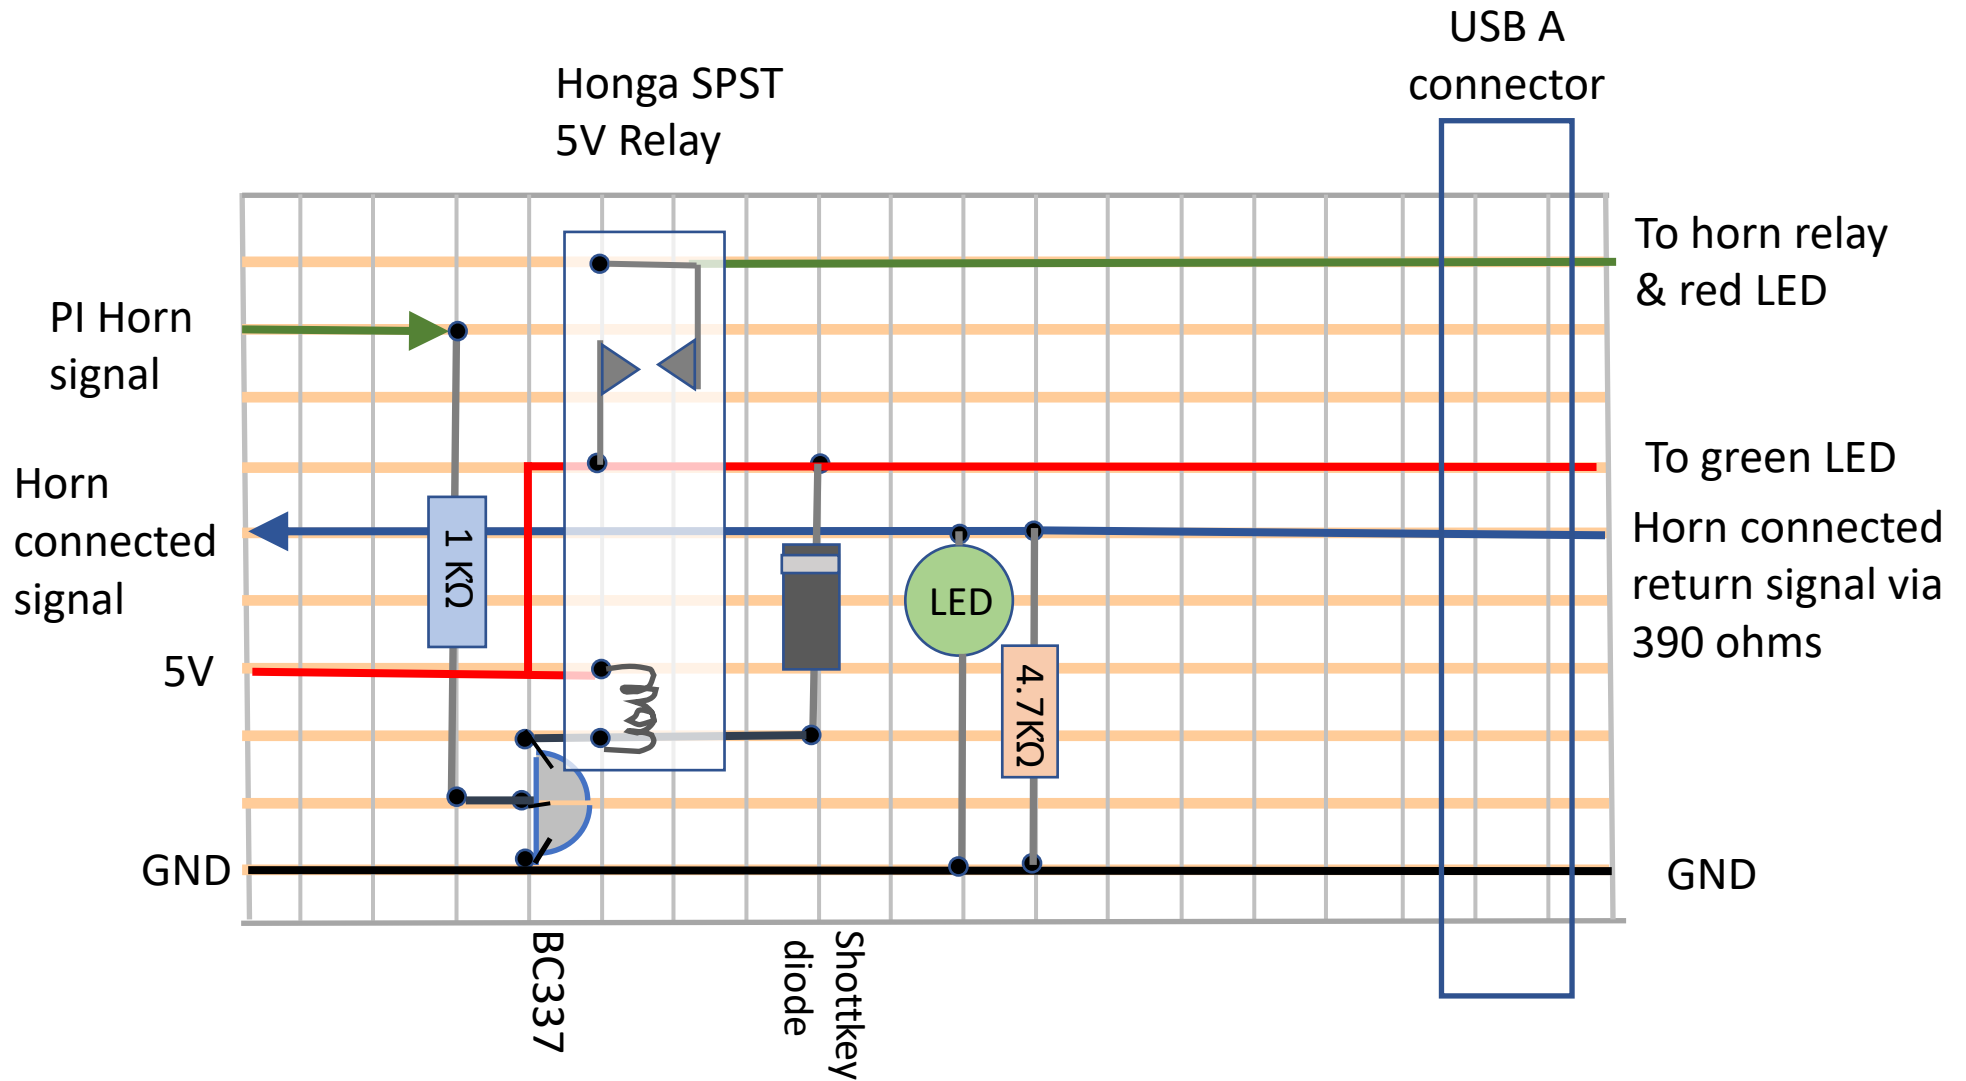 USB A
connector
Honga SPST
5V Relay
To horn relay
& red LED
PI Horn
signal
To green LED
Horn
connected
signal
Horn connected
return signal via
390 ohms
1 KΩ
LED
4.7KΩ
5V
GND
GND
BC337
Shottkey
diode